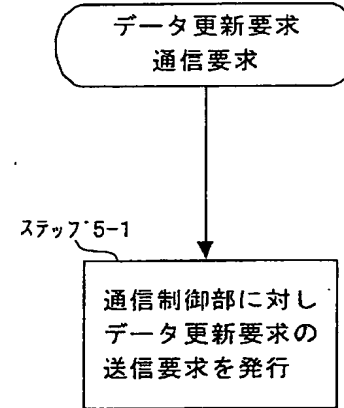 データ更新要求
通信要求
ステップ5-1
通信制御部に対し
データ更新要求の
送信要求を発行